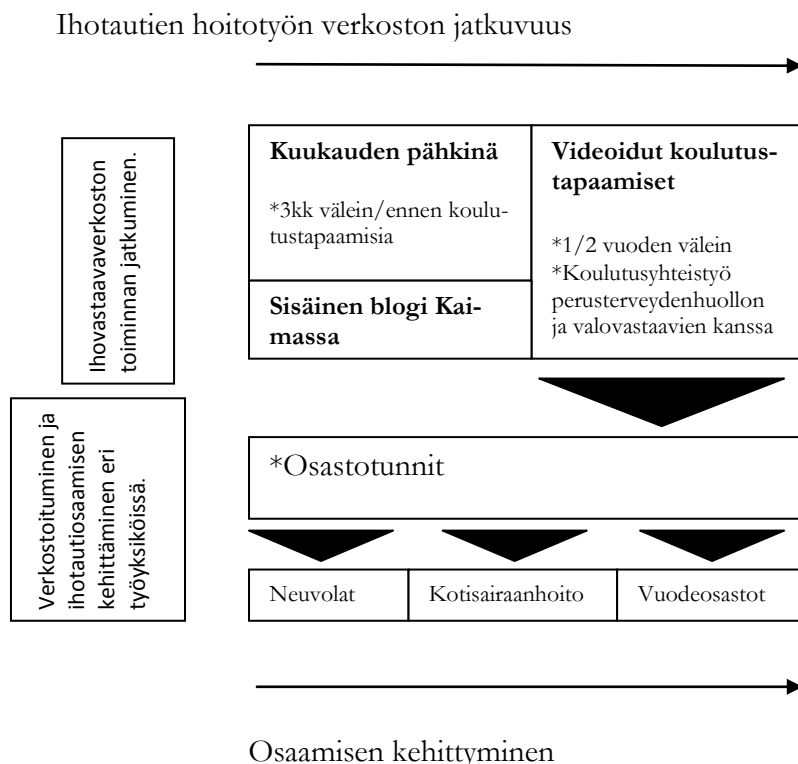 Ihotautien hoitotyön verkoston jatkuvuus
Ihovastaavaverkoston
toiminnan jatkuminen.
Kuukauden pähkinä
*3kk välein/ennen koulu-
tustapaamisia
Sisäinen blogi Kai-
massa
Videoidut koulutus-
tapaamiset
*1/2 vuoden välein
*Koulutusyhteistyö
perusterveydenhuollon
ja valovastaavien kanssa
Verkostoituminen ja
ihotautiosaamisen
kehittäminen eri
työyksiköissä.
*Osastotunnit
Neuvolat
Kotisairaanhoito
Vuodeosastot
Osaamisen kehittyminen